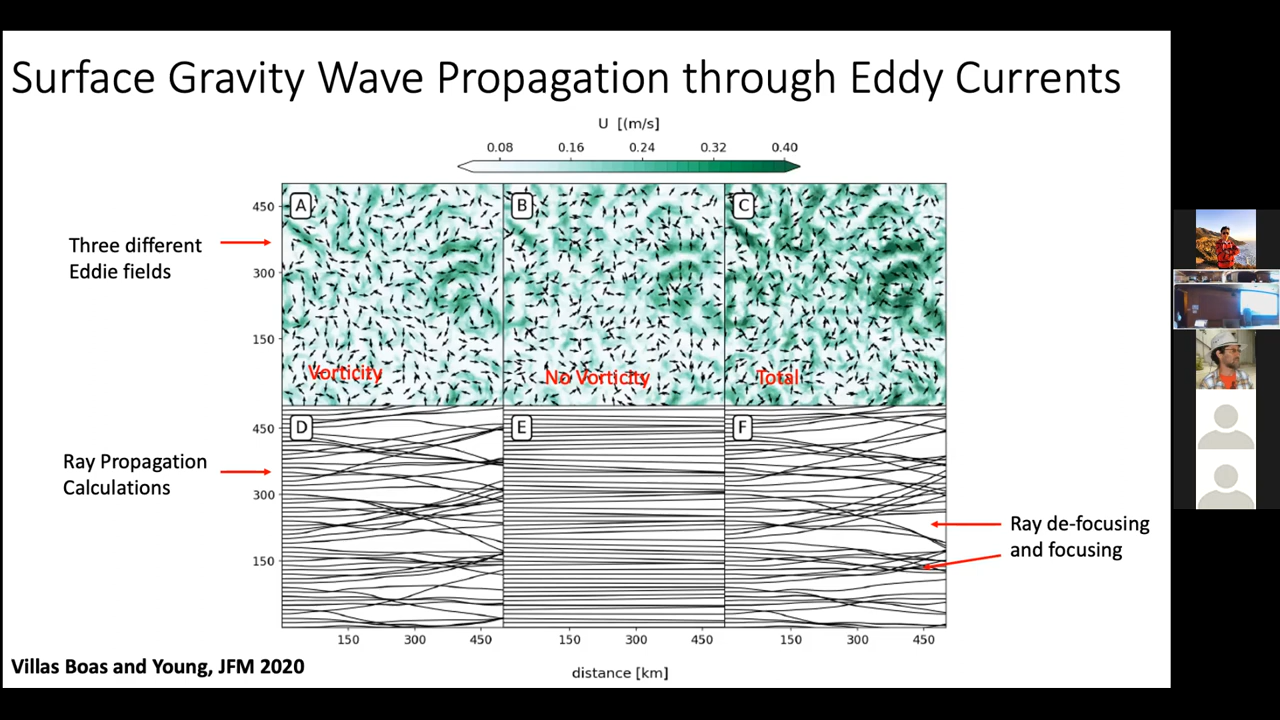 Surface Gravity Wave Propagation through Eddy Currents
U [(m/s]
0.08 0.16 0.24 0.32 0.40
A B C
450
300
150
Three different
Eddie fields
Vorticity No Vorticity Total
D E F
450
300
150
Ray Propagation
Calculations
Ray de-focusing
and focusing
150 300 450 150 300 450 150 300 450
distance [km]
Villas Boas and Young, JFM 2020